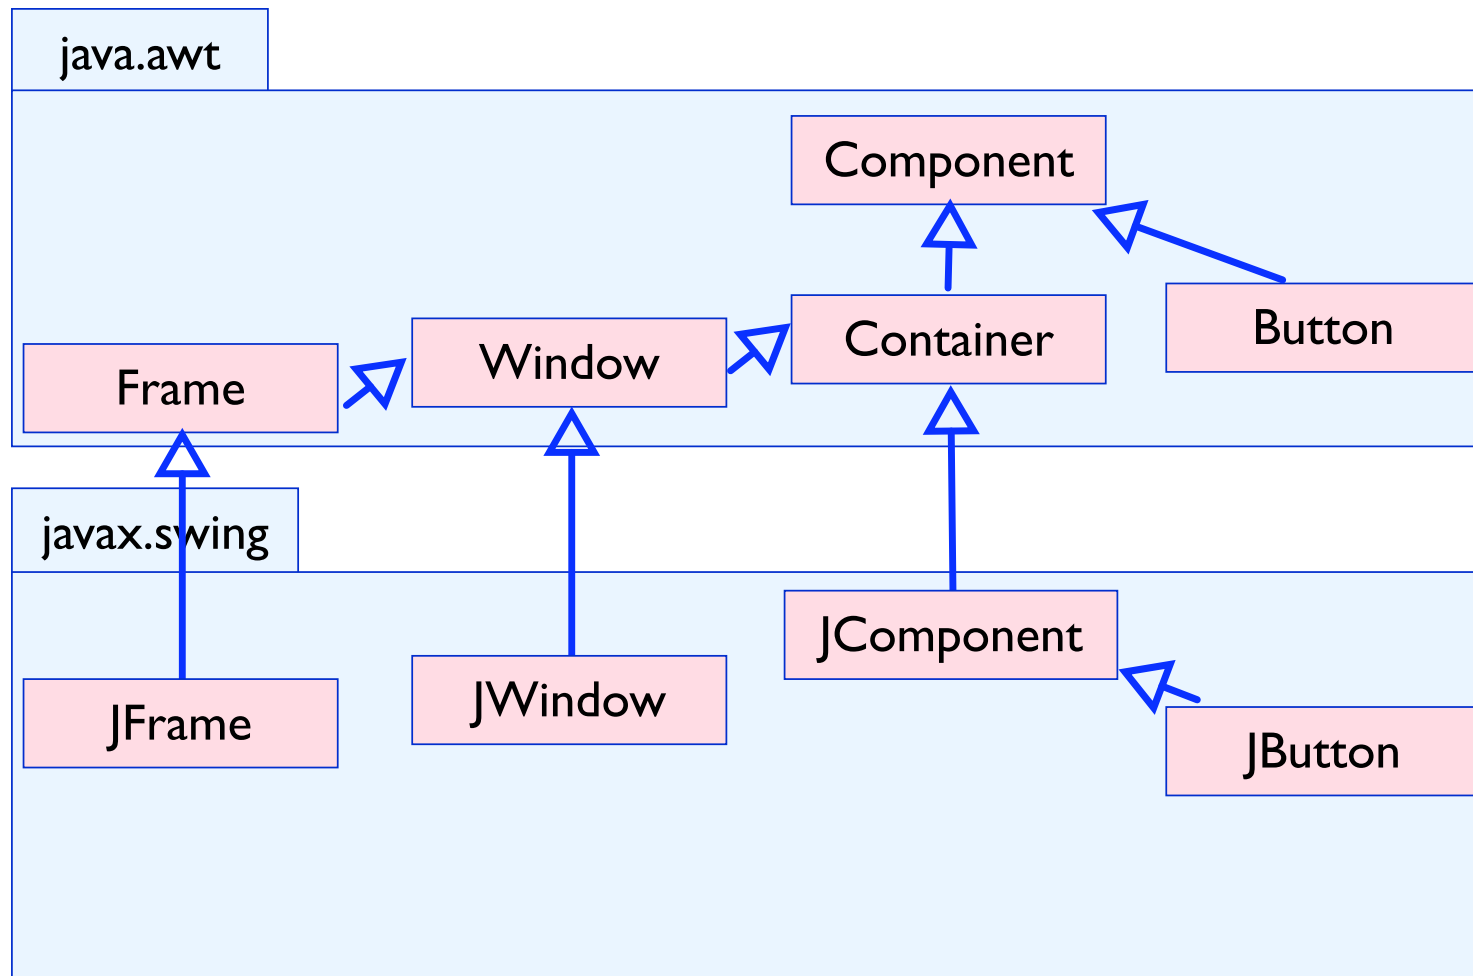 java.awt
Component
Button
Container
Window
Frame
javax.swing
JComponent
JWindow
JFrame
JButton